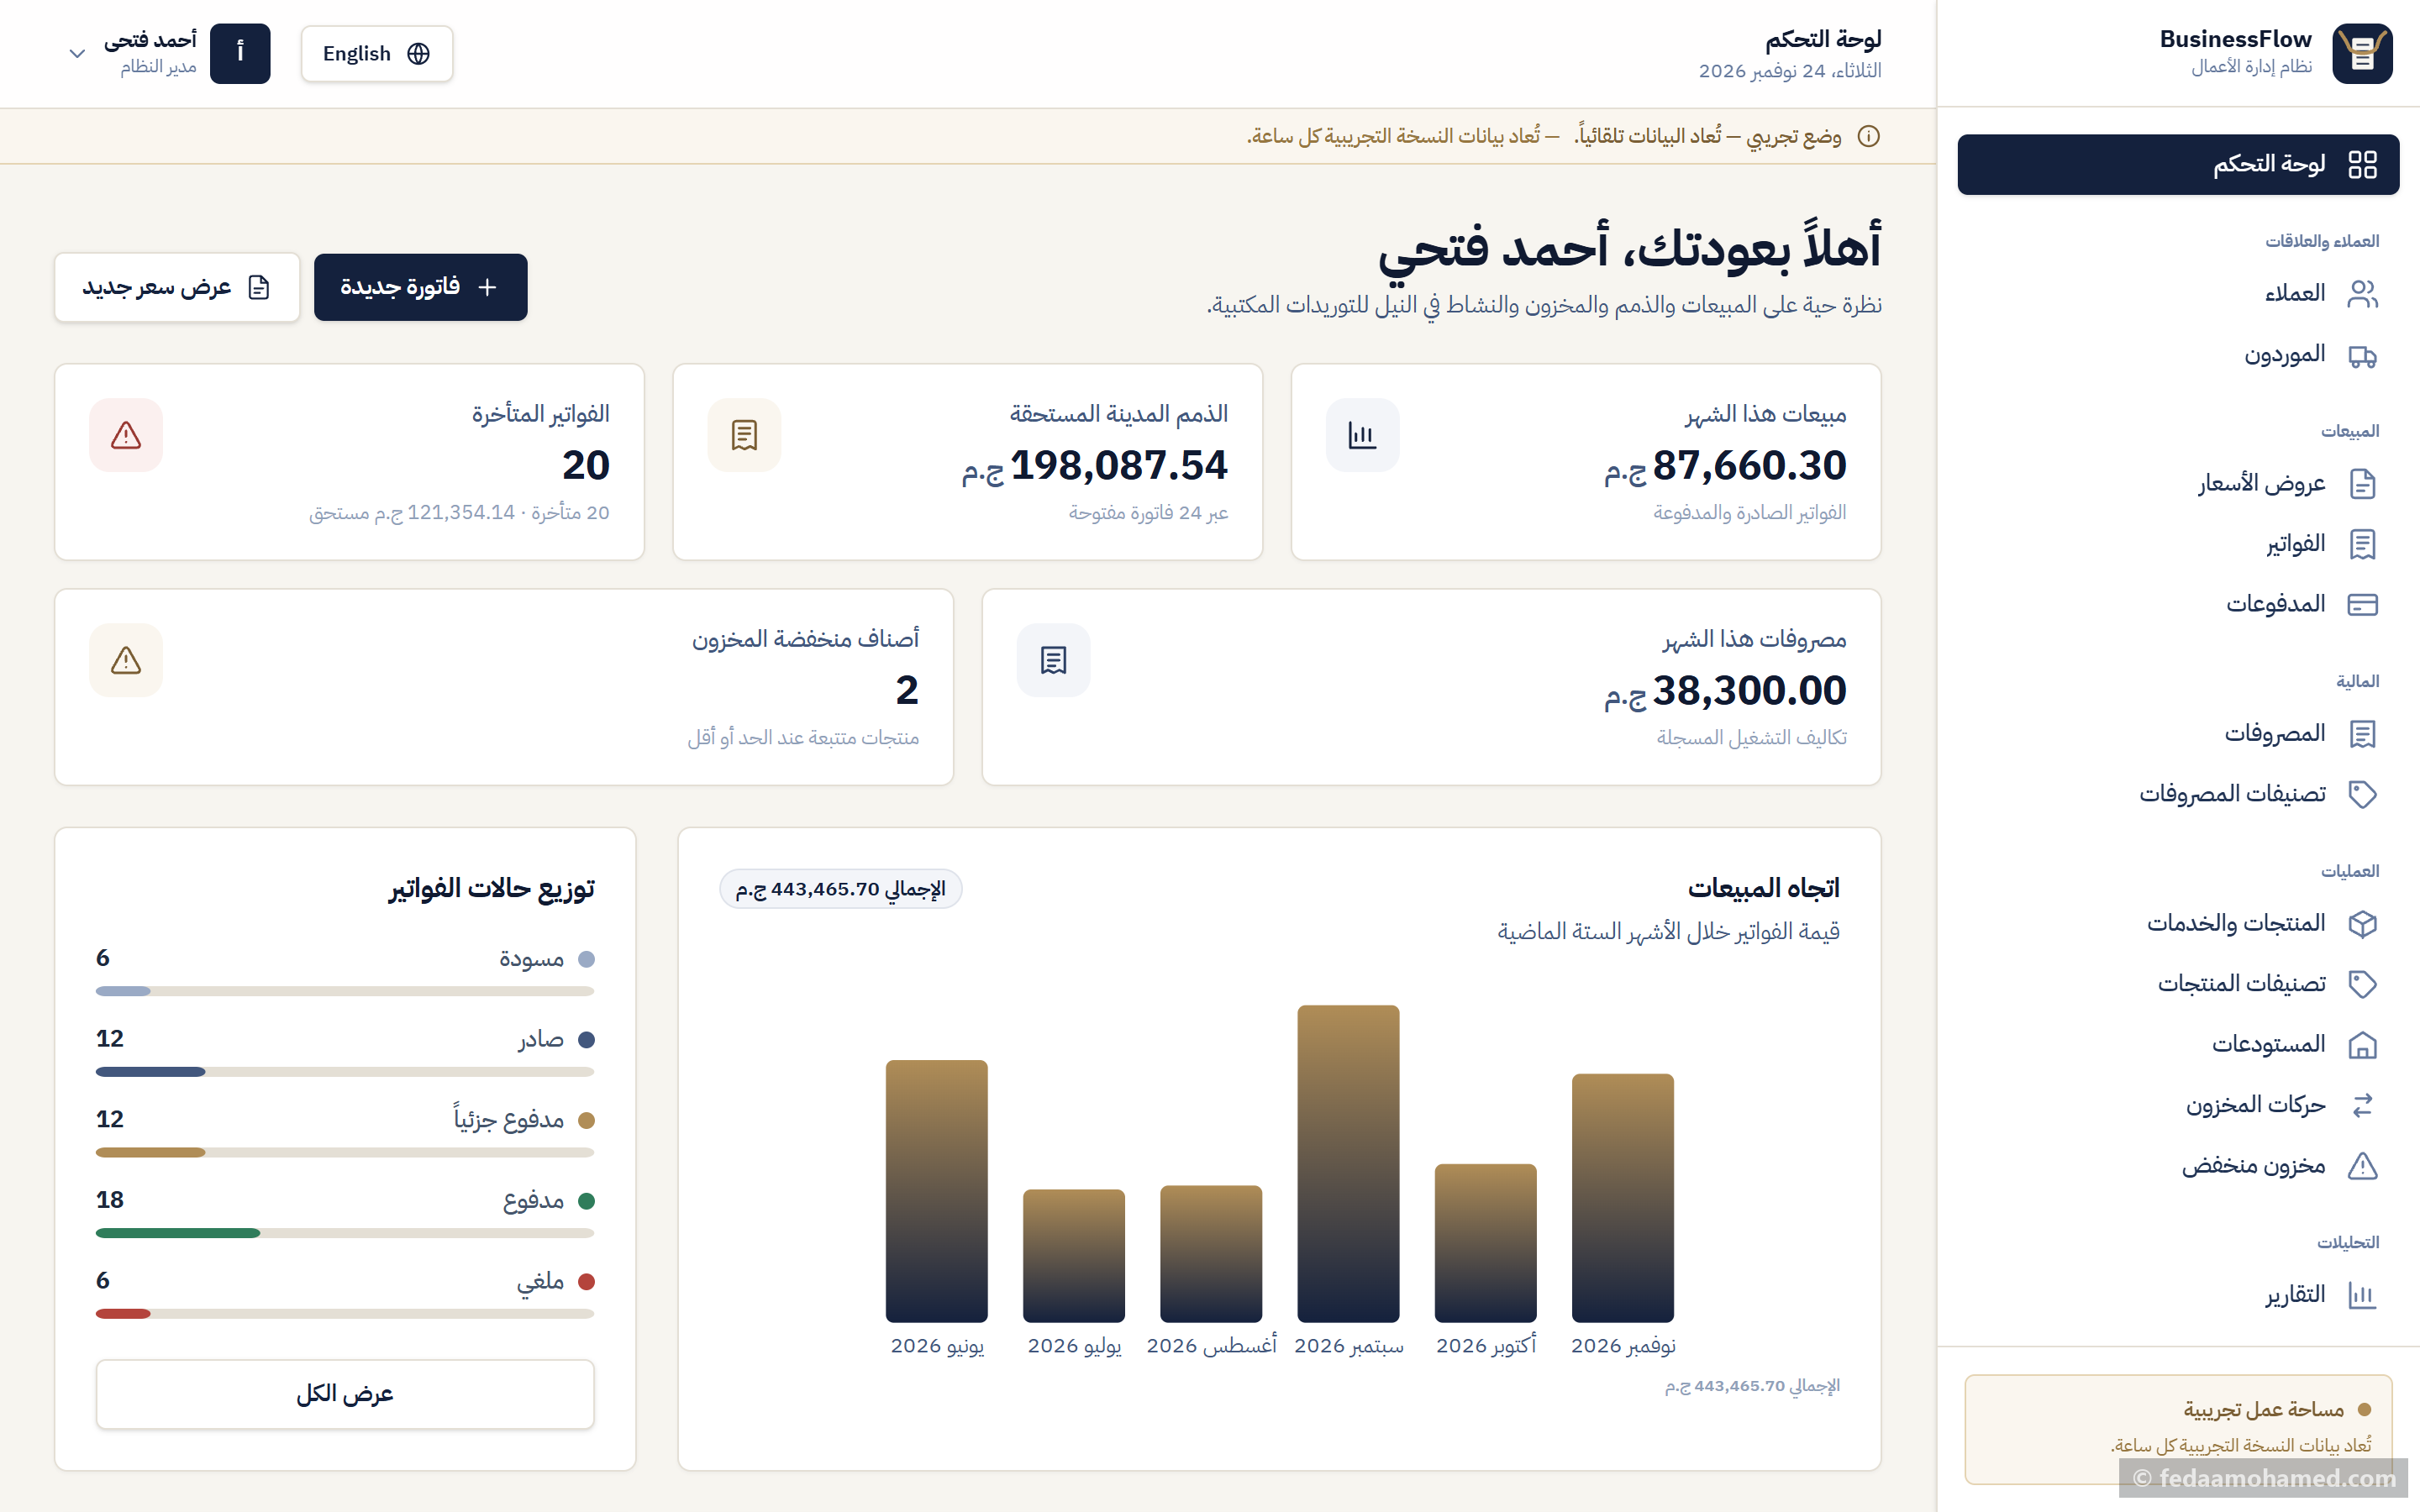 BusinessFlow
نظام إدارة الأعمال
لوحة التحكم
العملاء والعلاقات
العملاء
الموردون
المبيعات
عروض الأسعار
الفواتير
المدفوعات
المالية
المصروفات
تصنيفات المصروفات
العمليات
المنتجات والخدمات
تصنيفات المنتجات
المستودعات
حركات المخزون
مخزون منخفض
التحليلات
التقارير
مساحة عمل تجريبية
تُعاد بيانات النسخة التجريبية كل ساعة.
© fedaamohamed.com
لوحة التحكم
الثلاثاء، 24 نوفمبر 2026
English
أ
أحمد فتحى
مدير النظام
وضع تجريبي — تُعاد البيانات تلقائياً. — تُعاد بيانات النسخة التجريبية كل ساعة.
أهلاً بعودتك، أحمد فتحي
نظرة حية على المبيعات والذمم والمخزون والنشاط في النيل للتوريدات المكتبية.
فاتورة جديدة
عرض سعر جديد
مبيعات هذا الشهر
87,660.30 ج.م
الفواتير الصادرة والمدفوعة
الذمم المدينة المستحقة
198,087.54 ج.م
عبر 24 فاتورة مفتوحة
الفواتير المتأخرة
20
20 متأخرة · 121,354.14 ج.م مستحق
مصروفات هذا الشهر
38,300.00 ج.م
تكاليف التشغيل المسجلة
أصناف منخفضة المخزون
2
منتجات متتبعة عند الحد أو أقل
اتجاه المبيعات
الإجمالي 443,465.70 ج.م
قيمة الفواتير خلال الأشهر الستة الماضية
نوفمبر 2026
أكتوبر 2026
سبتمبر 2026
أغسطس 2026
يوليو 2026
يونيو 2026
الإجمالي 443,465.70 ج.م
توزيع حالات الفواتير
مسودة 6
صادر 12
مدفوع جزئياً 12
مدفوع 18
ملغي 6
عرض الكل